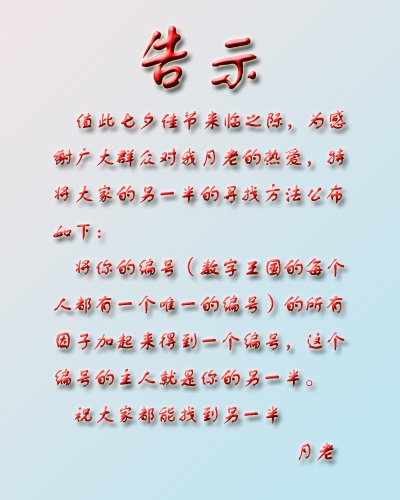 告示
值此七夕佳节来临之际，为感
谢广大群众对我月老的热爱，特
将大家的另一半的寻找方法公布
如下：
将你的编号（数字王国的每个
人都有一个唯一的编号）的所有
因子加起来得到一个编号，这个
编号的主人就是你的另一半。
祝大家都能找到另一半
月老